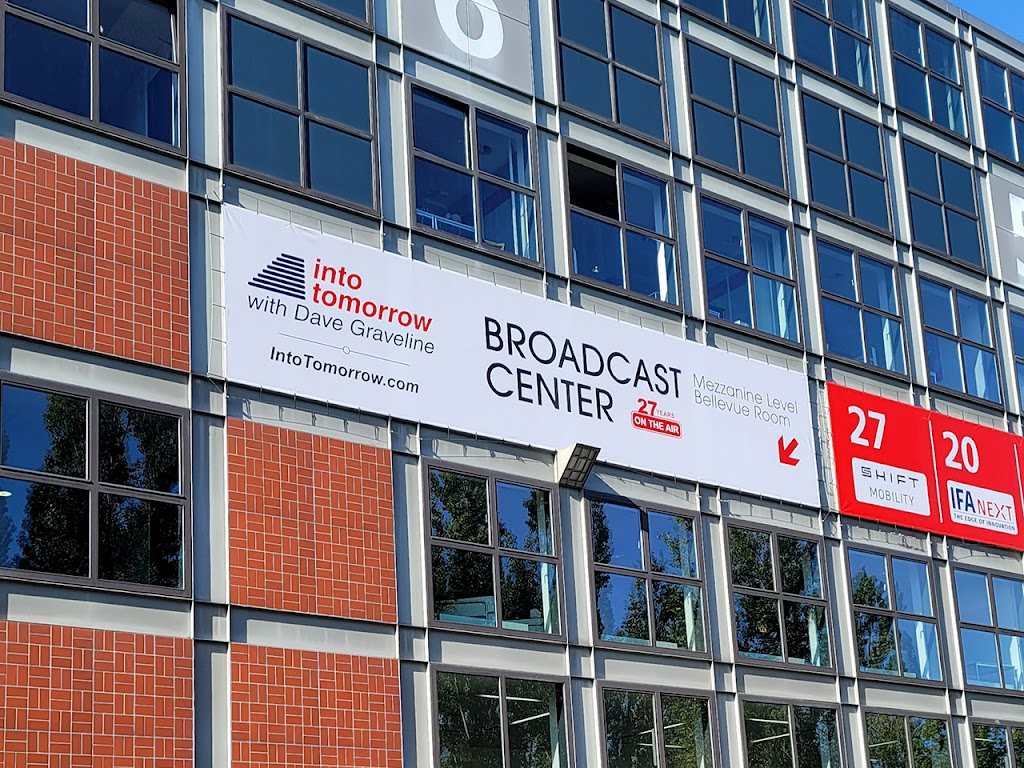 6
into
tomorrow
with Dave Graveline
IntoTomorrow.com
BROADCAST
CENTER
27 YEARS
ON THE AIR
Mezzanine Level
Bellevue Room
27
SHIFT
MOBILITY
20
IFA NEXT
THE EDGE OF INNOVATION